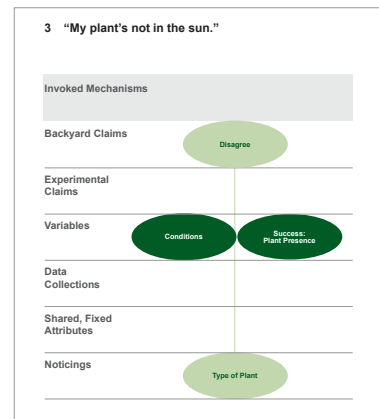 3 “My plant’s not in the sun.”
Invoked Mechanisms
Backyard Claims
Disagree
Experimental
Claims
Variables
Conditions
Success:
Plant Presence
Data
Collections
Shared, Fixed
Attributes
Noticings
Type of Plant